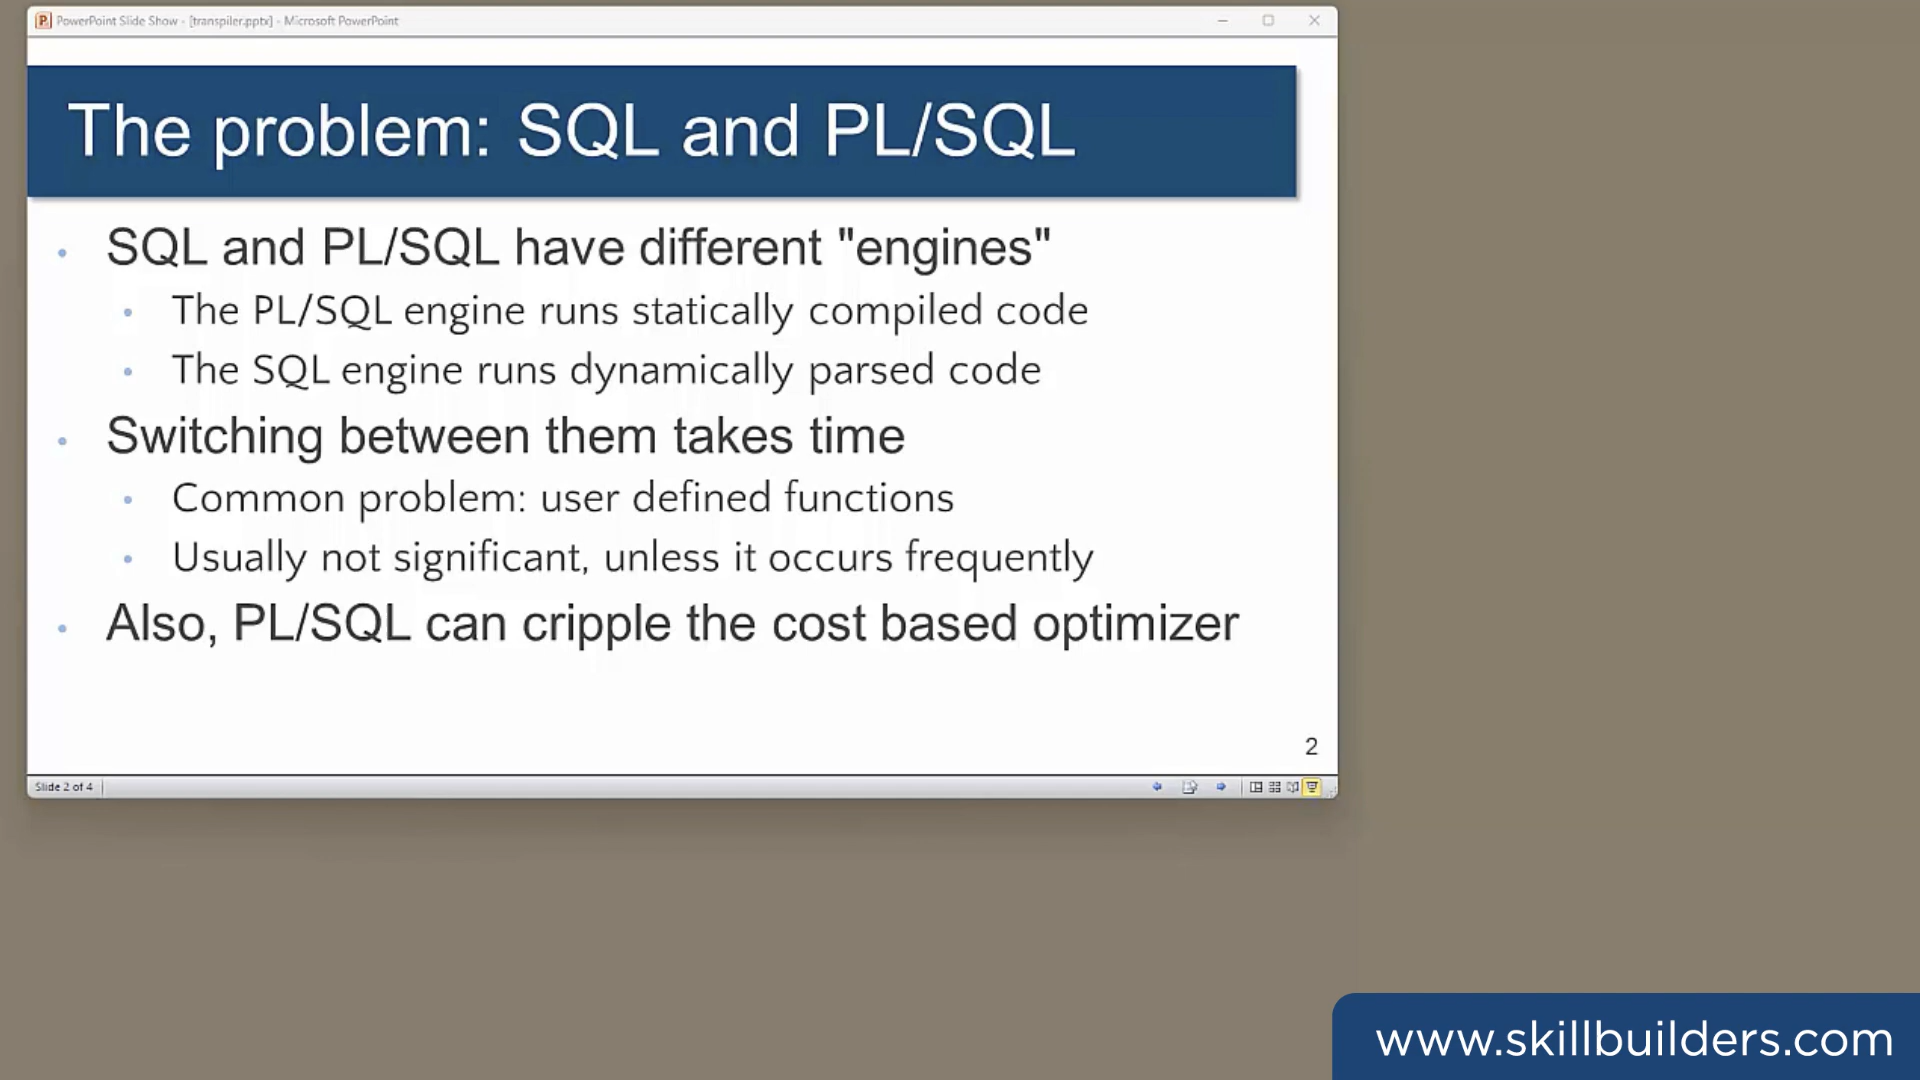 PowerPoint Slide Show - [transpiler.pptx] - Microsoft PowerPoint
The problem: SQL and PL/SQL
• SQL and PL/SQL have different "engines"
• The PL/SQL engine runs statically compiled code
• The SQL engine runs dynamically parsed code
• Switching between them takes time
• Common problem: user defined functions
• Usually not significant, unless it occurs frequently
• Also, PL/SQL can cripple the cost based optimizer
2
Slide 2 of 4
www.skillbuilders.com